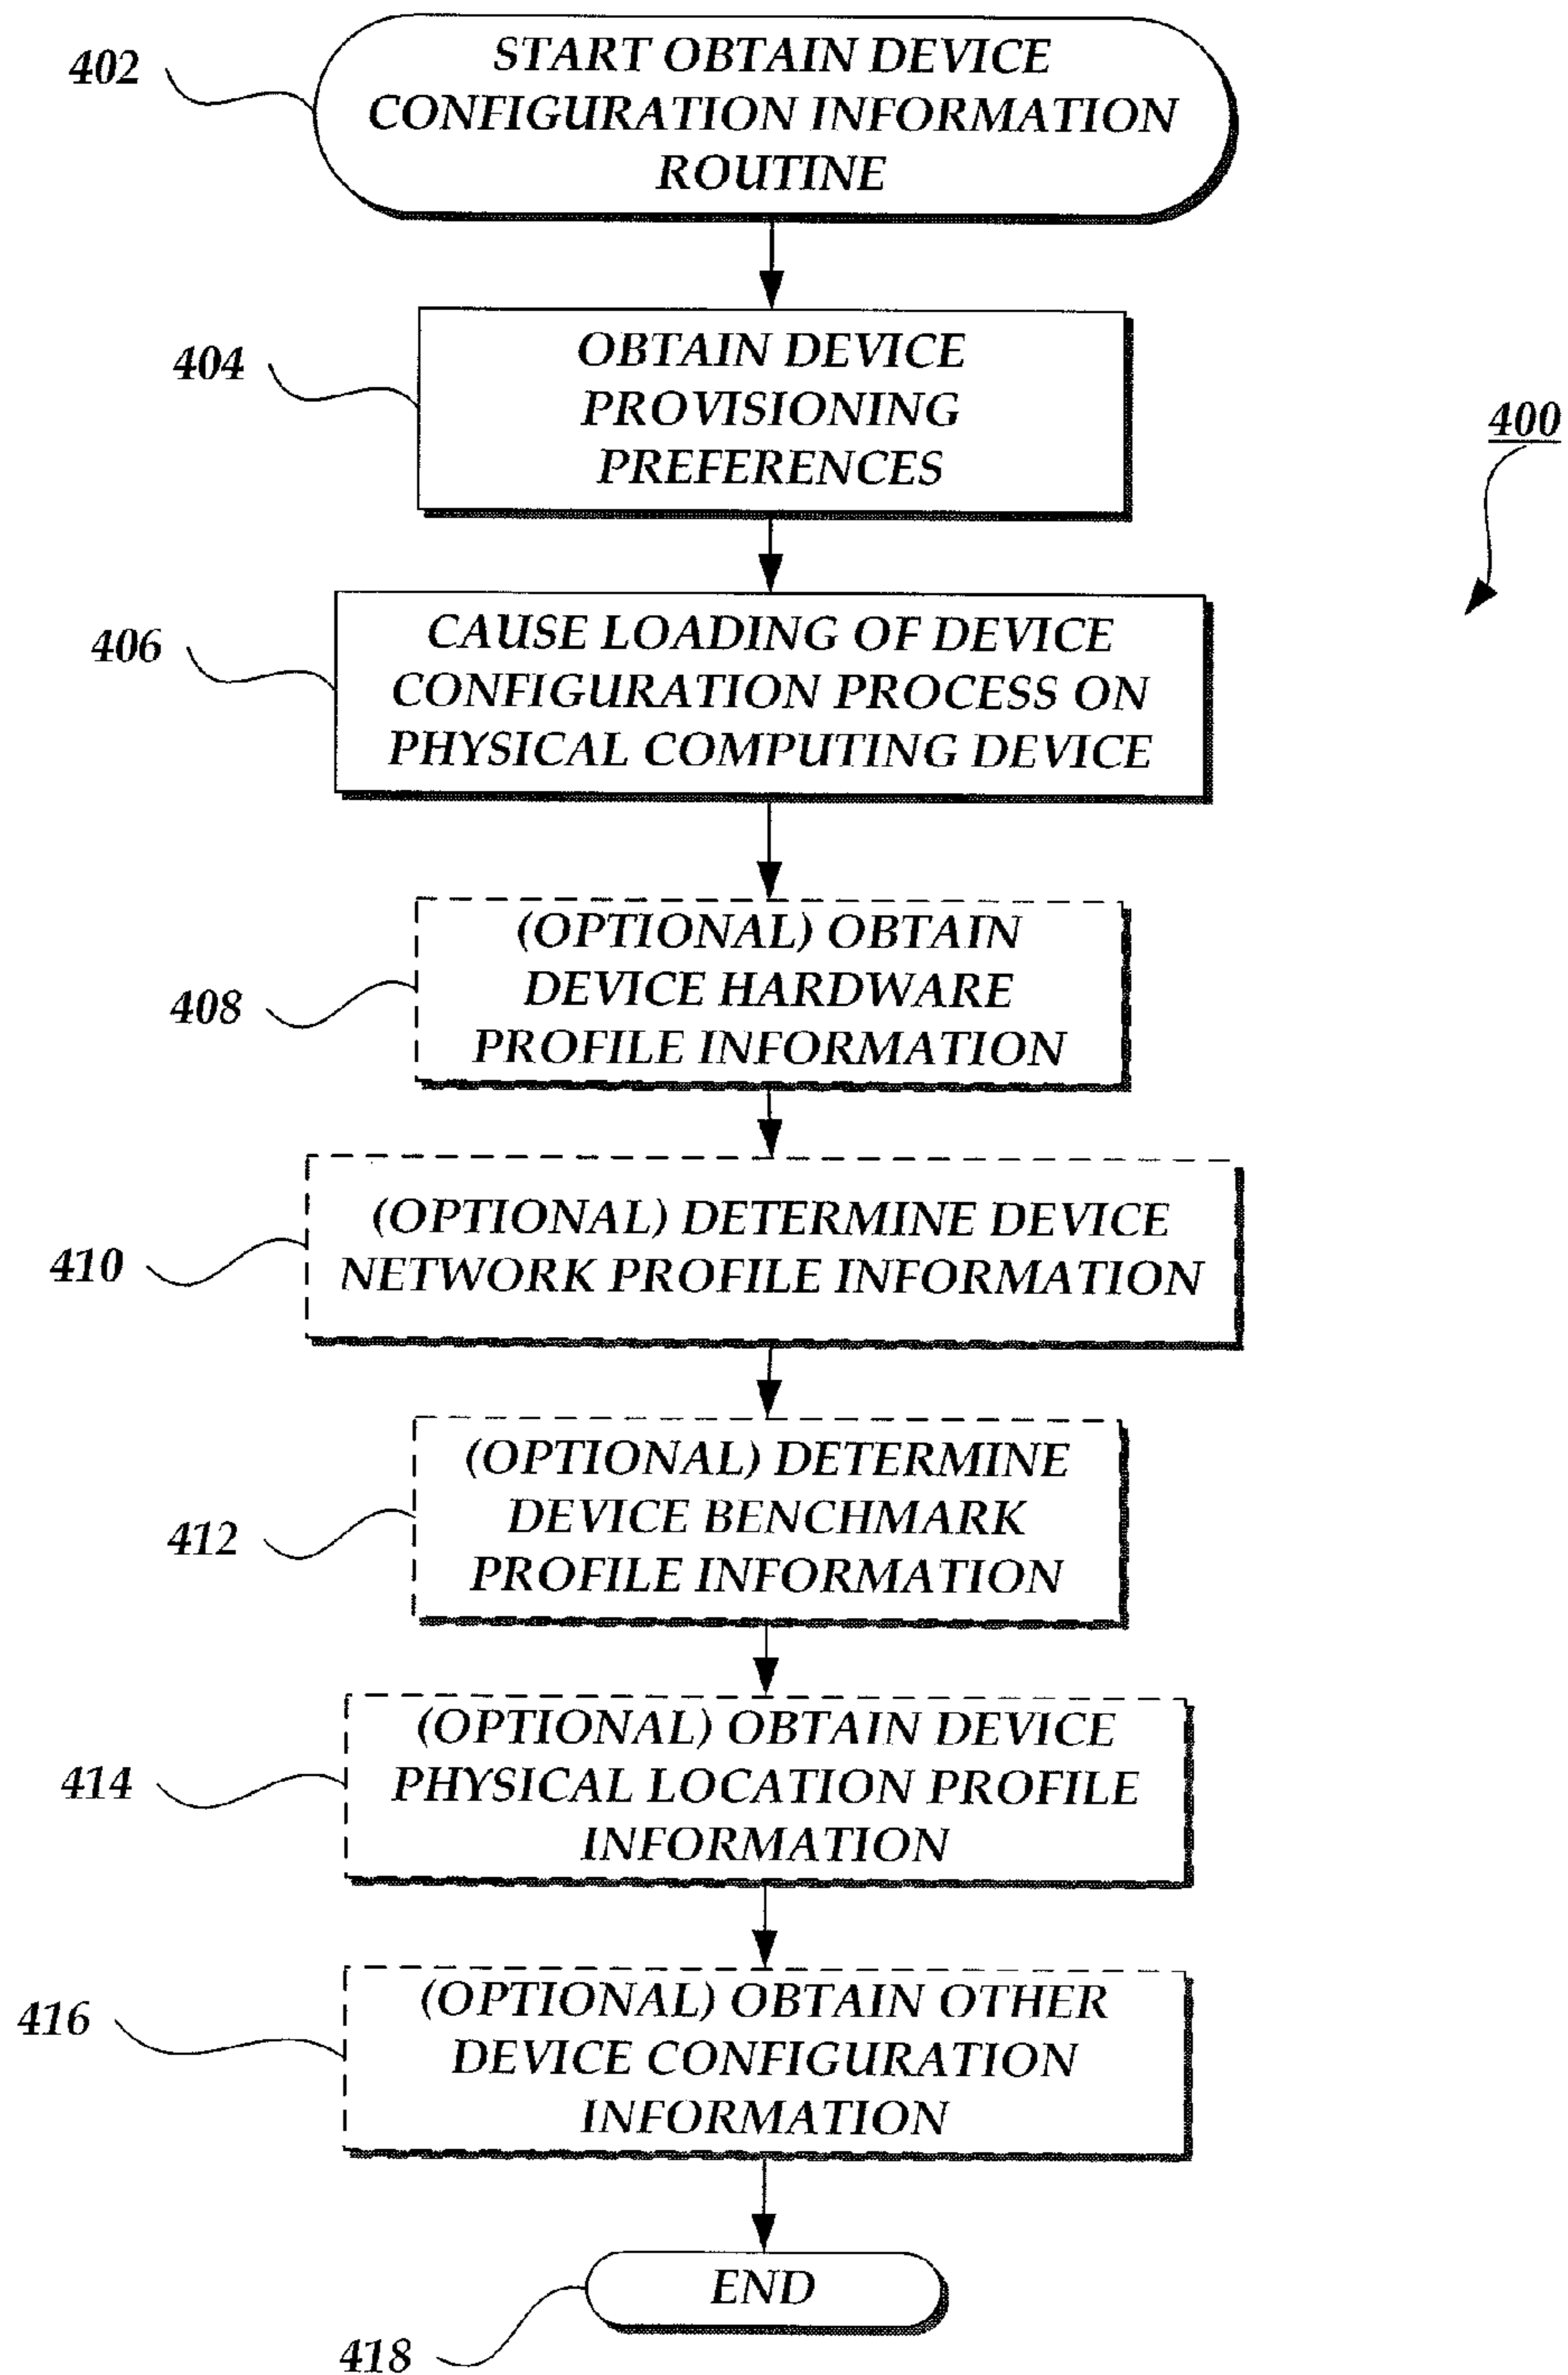 402
START OBTAIN DEVICE
CONFIGURATION INFORMATION
ROUTINE
404
OBTAIN DEVICE
PROVISIONING
PREFERENCES
400
406
CAUSE LOADING OF DEVICE
CONFIGURATION PROCESS ON
PHYSICAL COMPUTING DEVICE
408
(OPTIONAL) OBTAIN
DEVICE HARDWARE
PROFILE INFORMATION
410
(OPTIONAL) DETERMINE DEVICE
NETWORK PROFILE INFORMATION
412
(OPTIONAL) DETERMINE
DEVICE BENCHMARK
PROFILE INFORMATION
414
(OPTIONAL) OBTAIN DEVICE
PHYSICAL LOCATION PROFILE
INFORMATION
416
(OPTIONAL) OBTAIN OTHER
DEVICE CONFIGURATION
INFORMATION
END
418